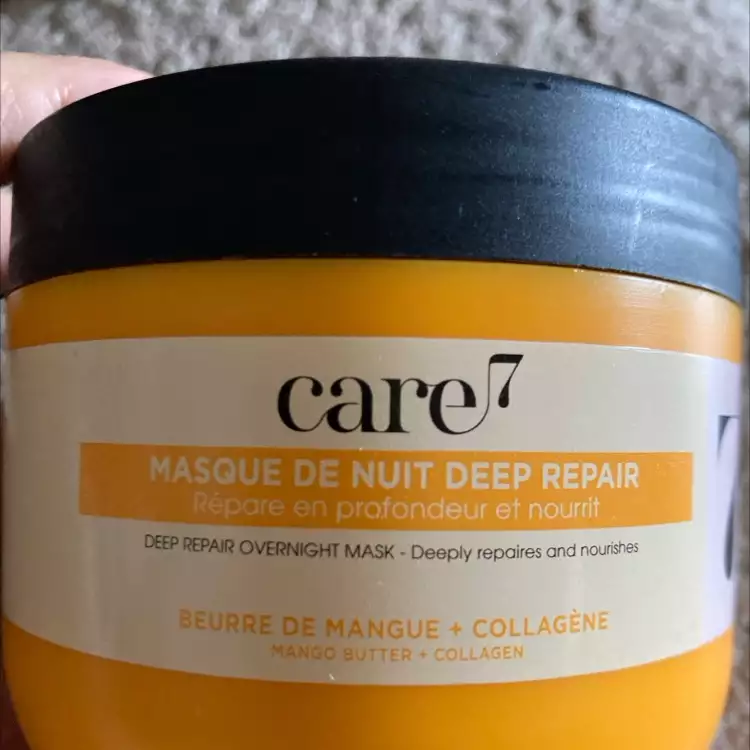 care7
MASQUE DE NUIT DEEP REPAIR
Répare en profondeur et nourrit
DEEP REPAIR OVERNIGHT MASK - Deeply repaires and nourishes
BEURRE DE MANGUE + COLLAGÈNE
MANGO BUTTER + COLLAGEN